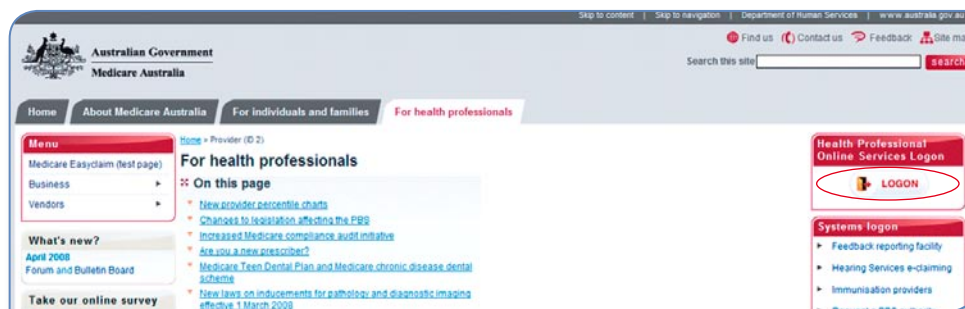 Skip to content | Skip to navigation | Department of Human Services | www.australia.gov.au
Find us Contact us Feedback Site ma
Australian Government
Medicare Australia
Search this site search
Home About Medicare Australia For individuals and families For health professionals
Menu
Medicare Easyclaim (test page)
Business
Vendors
What's new?
April 2008
Forum and Bulletin Board
Take our online survey
Home » Provider (ID 2)
For health professionals
On this page
New provider percentile charts
Changes to legislation affecting the PBS
Increased Medicare compliance audit initiative
Are you a new prescriber?
Medicare Teen Dental Plan and Medicare chronic disease dental
scheme
New laws on inducements for pathology and diagnostic imaging
effective 1 March 2008
Health Professional
Online Services Logon
LOGON
Systems logon
Feedback reporting facility
Hearing Services e-claiming
Immunisation providers